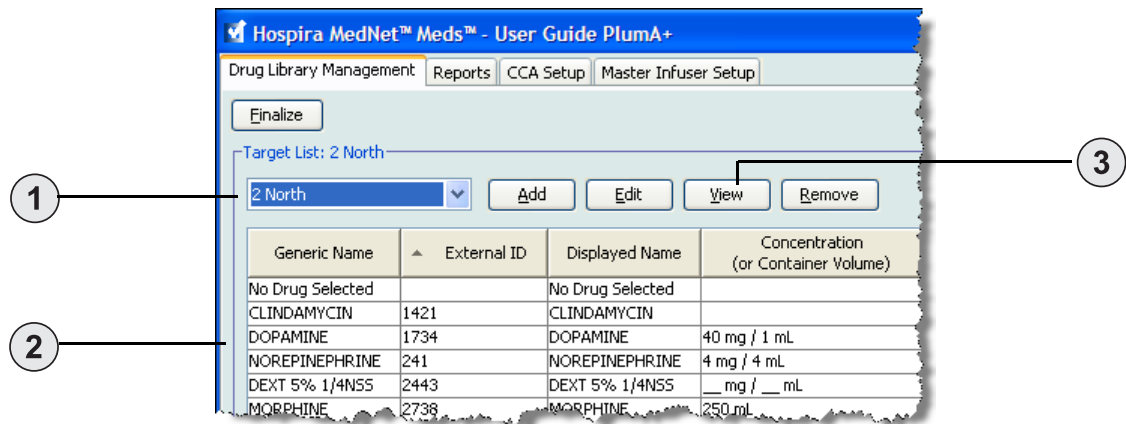 Hospira MedNet™ Meds™ - User Guide PlumA+
Drug Library Management Reports CCA Setup Master Infuser Setup
Finalize
Target List: 2 North
3
1
2 North Add Edit View Remove
Generic Name External ID Displayed Name Concentration
(or Container Volume)
No Drug Selected No Drug Selected
CLINDAMYCIN 1421 CLINDAMYCIN
2
DOPAMINE 1734 DOPAMINE 40 mg / 1 mL
NOREPINEPHRINE 241 NOREPINEPHRINE 4 mg / 4 mL
DEXT 5% 1/4NSS 2443 DEXT 5% 1/4NSS __ mg / __ mL
MORPHINE 2738 MORPHINE 250 mL